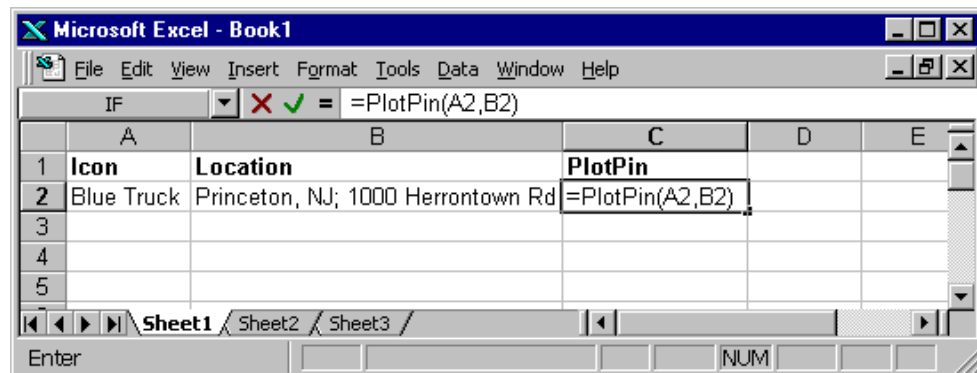 Microsoft Excel - Book1
File Edit View Insert Format Tools Data Window Help
IF = =PlotPin(A2,B2)
A B C D E
1 Icon Location PlotPin
2 Blue Truck Princeton, NJ; 1000 Herrontown Rd =PlotPin(A2,B2)
3
4
5
Sheet1 Sheet2 Sheet3
Enter NUM